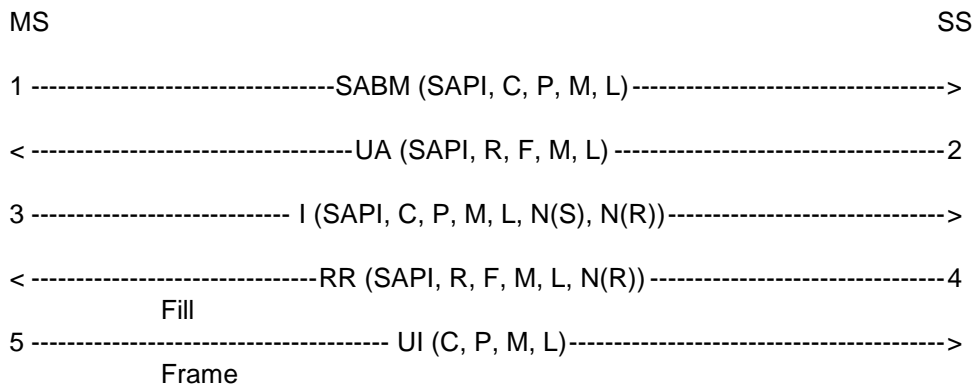 MS SS
1 ----------------------------------SABM (SAPI, C, P, M, L)----------------------------------->
< ------------------------------------UA (SAPI, R, F, M, L) -------------------------------------2
3 ----------------------------- I (SAPI, C, P, M, L, N(S), N(R))------------------------------->
< --------------------------------RR (SAPI, R, F, M, L, N(R)) ---------------------------------4
Fill
5 ---------------------------------------- UI (C, P, M, L)------------------------------------------>
Frame